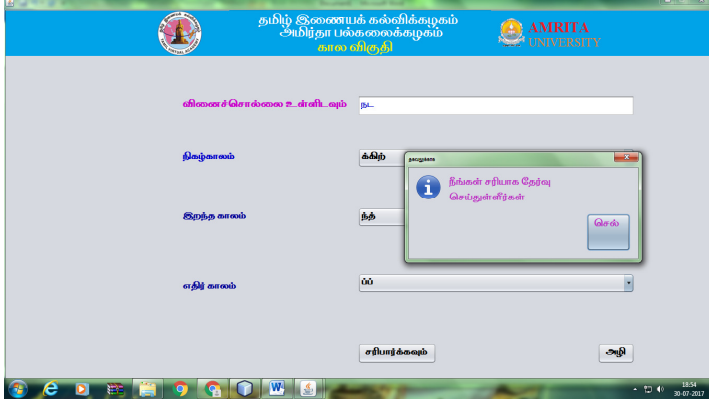 தமிழ் இணையக் கல்விக்கழகம்
அமிர்தா பல்கலைக்கழகம்
கால விகுதி
AMRITA
UNIVERSITY
வினைச்சொல்லை உள்ளிடவும்
நட
நிகழ்காலம்
க்கிற்
நீங்கள் சரியாக தேர்வு
செய்துள்ளீர்கள்
செல்
இறந்த காலம்
ந்த்
எதிர் காலம்
ப்ப்
சரிபார்க்கவும்
அழி
18:54
30-07-2017